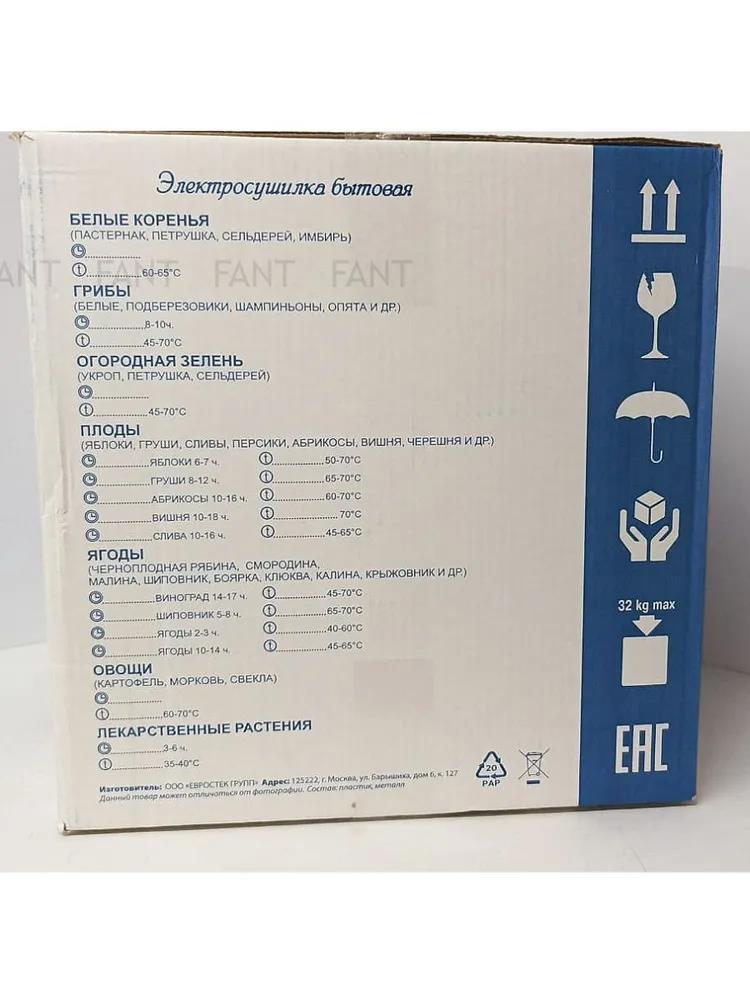 Электросушилка бытовая
БЕЛЫЕ КОРЕНЬЯ
(ПАСТЕРНАК, ПЕТРУШКА, СЕЛЬДЕРЕЙ, ИМБИРЬ)
60-65°С
FANT FANT FANT FANT
ГРИБЫ
(БЕЛЫЕ, ПОДБЕРЕЗОВИКИ, ШАМПИНЬОНЫ, ОПЯТА И ДР.)
8-10ч.
45-70°С
ОГОРОДНАЯ ЗЕЛЕНЬ
(УКРОП, ПЕТРУШКА, СЕЛЬДЕРЕЙ)
45-70°С
ПЛОДЫ
(ЯБЛОКИ, ГРУШИ, СЛИВЫ, ПЕРСИКИ, АБРИКОСЫ, ВИШНЯ, ЧЕРЕШНЯ И ДР.)
ЯБЛОКИ 6-7 ч. 50-70°С
ГРУШИ 8-12 ч. 65-70°С
АБРИКОСЫ 10-16 ч. 60-70°С
ВИШНЯ 10-18 ч. 70°С
СЛИВА 10-16 ч. 45-65°С
ЯГОДЫ
(ЧЕРНОПЛОДНАЯ РЯБИНА, СМОРОДИНА,
МАЛИНА, ШИПОВНИК, БОЯРКА, КЛЮКВА, КАЛИНА, КРЫЖОВНИК И ДР.)
ВИНОГРАД 14-17 ч. 45-70°С
ШИПОВНИК 5-8 ч. 65-70°С
ЯГОДЫ 2-3 ч. 40-60°С
ЯГОДЫ 10-14 ч. 45-65°С
ОВОЩИ
(КАРТОФЕЛЬ, МОРКОВЬ, СВЕКЛА)
60-70°С
ЛЕКАРСТВЕННЫЕ РАСТЕНИЯ
3-6 ч.
35-40°С
Изготовитель: ООО «ЕВРОСТЕК ГРУПП» Адрес: 125222, г. Москва, ул. Барышиха, дом 6, к. 127
Данный товар может отличаться от фотографии. Состав: пластик, металл.
20
PAP
32 kg max
EAC